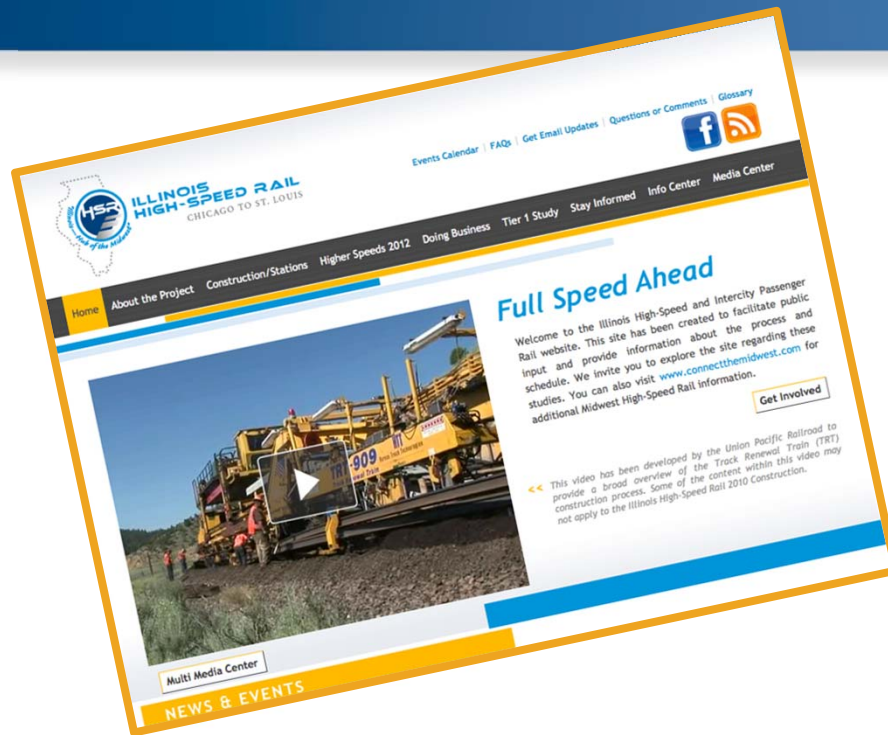 Events Calendar | FAQs | Get Email Updates | Questions or Comments | Glossary
HSR
Illinois—Hub of the Midwest
ILLINOIS
HIGH-SPEED RAIL
CHICAGO TO ST. LOUIS
Home About the Project Construction/Stations Higher Speeds 2012 Doing Business Tier 1 Study Stay Informed Info Center Media Center
Full Speed Ahead
Welcome to the Illinois High-Speed and Intercity Passenger
Rail website. This site has been created to facilitate public
input and provide information about the process and
schedule. We invite you to explore the site regarding these
studies. You can also visit www.connectthemidwest.com for
additional Midwest High-Speed Rail information.
Get Involved
<< This video has been developed by the Union Pacific Railroad to
provide a broad overview of the Track Renewal Train (TRT)
construction process. Some of the content within this video may
not apply to the Illinois High-Speed Rail 2010 Construction.
TRT-909
Multi Media Center
NEWS & EVENTS